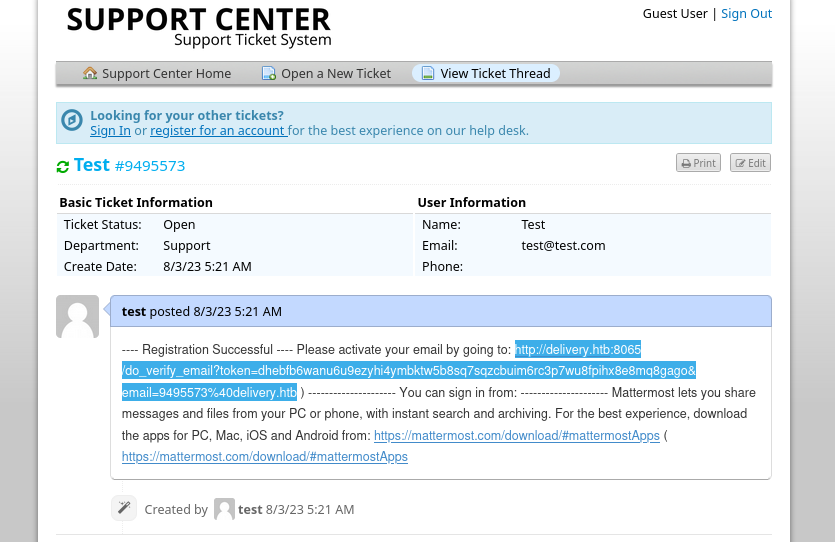 SUPPORT CENTER
Support Ticket System
Guest User | Sign Out
Support Center Home
Open a New Ticket
View Ticket Thread
Looking for your other tickets?
Sign In or register for an account for the best experience on our help desk.
Test #9495573
Print
Edit
Basic Ticket Information
Ticket Status: Open
Department: Support
Create Date: 8/3/23 5:21 AM
User Information
Name: Test
Email: test@test.com
Phone:
test posted 8/3/23 5:21 AM
---- Registration Successful ---- Please activate your email by going to: http://delivery.htb:8065
/do_verify_email?token=dhebfb6wanu6u9ezyhi4ymbktw5b8sq7sqzcbuim6rc3p7wu8fpihx8e8mq8gago&
email=9495573%40delivery.htb ) --------------------- You can sign in from: --------------------- Mattermost lets you share
messages and files from your PC or phone, with instant search and archiving. For the best experience, download
the apps for PC, Mac, iOS and Android from: https://mattermost.com/download/#mattermostApps (
https://mattermost.com/download/#mattermostApps
Created by test 8/3/23 5:21 AM